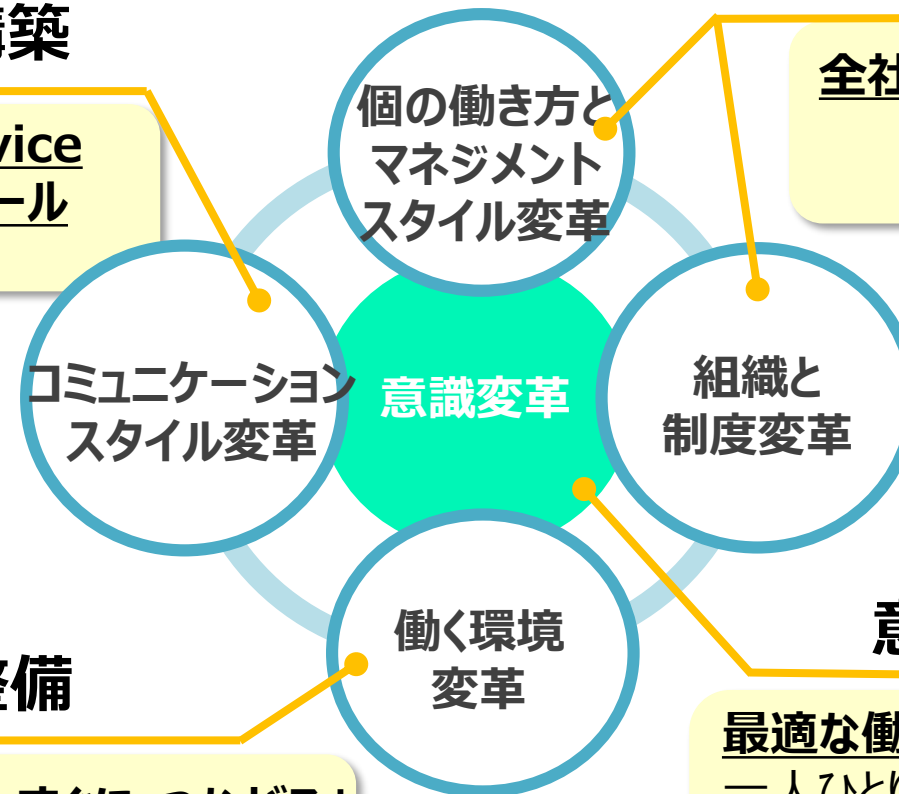 構築
vice
ール
個の働き方と
マネジメント
スタイル変革
全社
コミュニケーション
スタイル変革
意識変革
組織と
制度変革
働く環境
変革
整備
意
最適な働